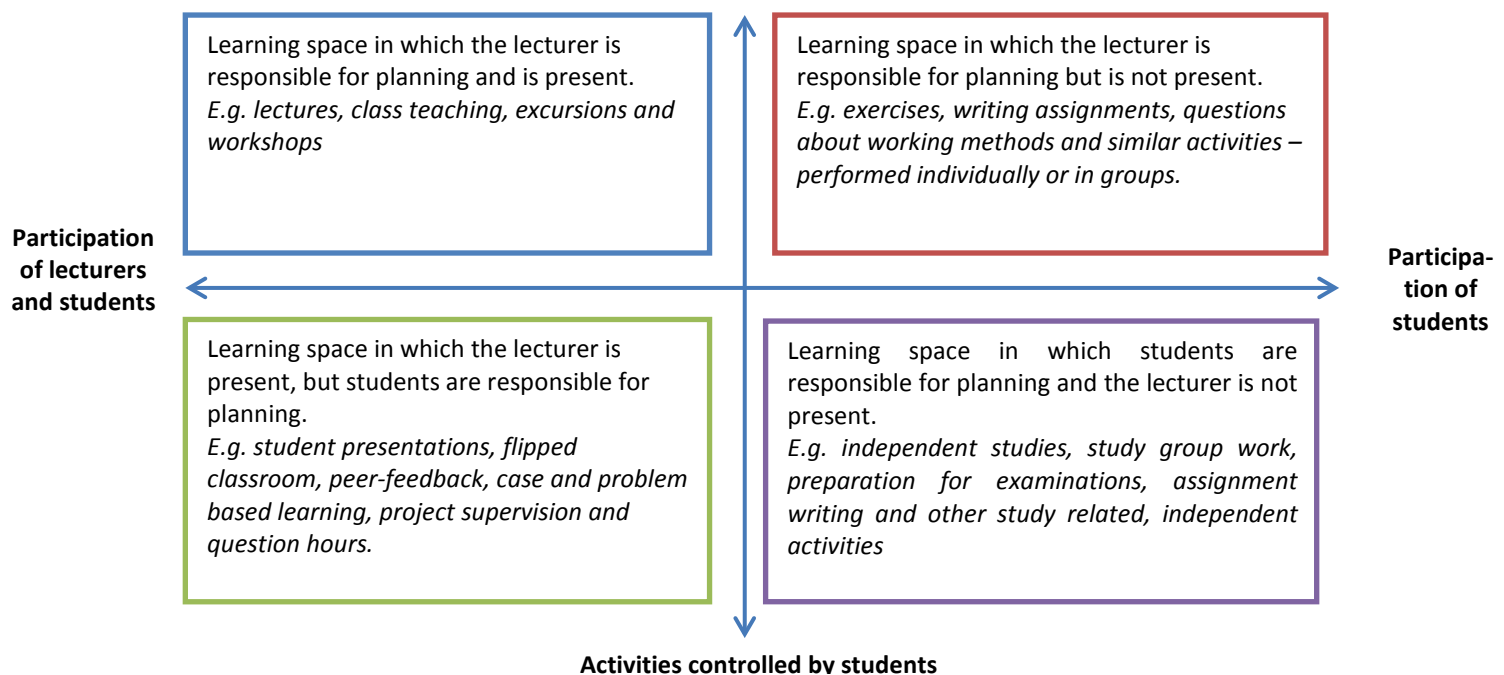 Learning space in which the lecturer is
responsible for planning and is present.
E.g. lectures, class teaching, excursions and
workshops
Learning space in which the lecturer is
responsible for planning but is not present.
E.g. exercises, writing assignments, questions
about working methods and similar activities –
performed individually or in groups.
Participation
of lecturers
and students
Participa-
tion of
students
Learning space in which the lecturer is
present, but students are responsible for
planning.
E.g. student presentations, flipped
classroom, peer-feedback, case and problem
based learning, project supervision and
question hours.
Learning space in which students are
responsible for planning and the lecturer is not
present.
E.g. independent studies, study group work,
preparation for examinations, assignment
writing and other study related, independent
activities
Activities controlled by students